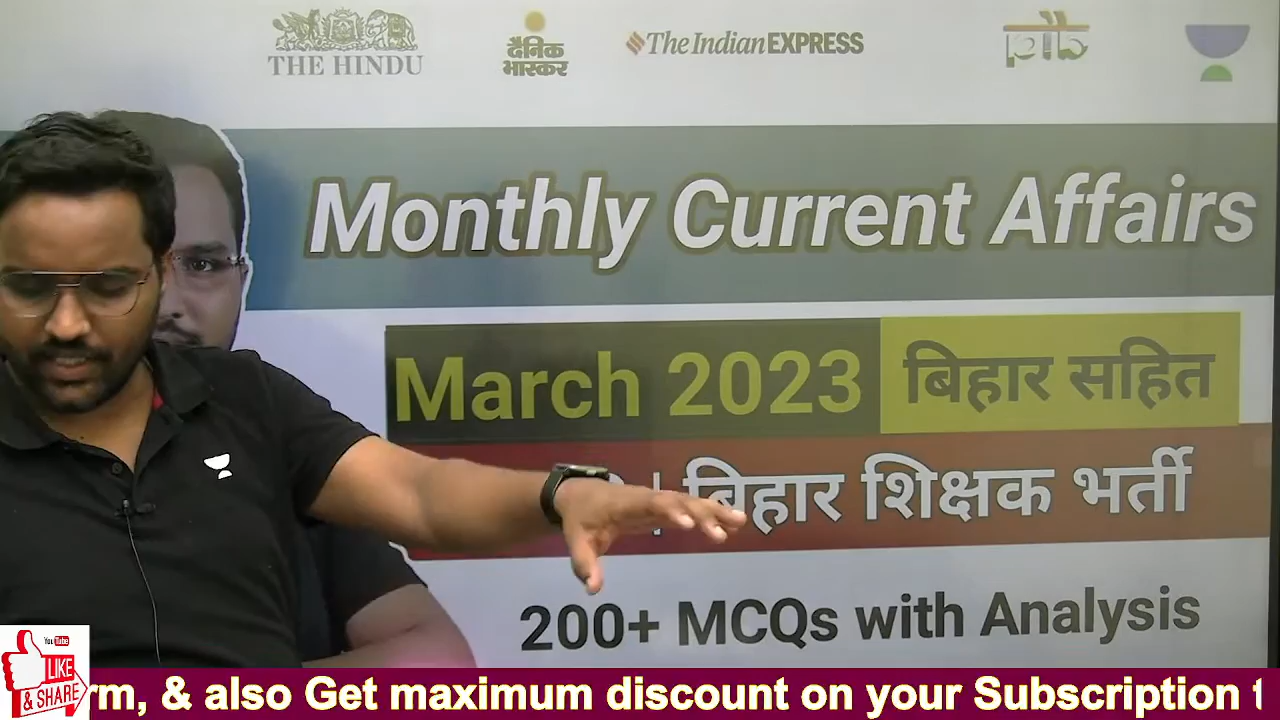 THE HINDU
दैनिक
भास्कर
The Indian EXPRESS
pib
Monthly Current Affairs
March 2023 बिहार सहित
| बिहार शिक्षक भर्ती
200+ MCQs with Analysis
YouTube
LIKE
& SHARE
rm, & also Get maximum discount on your Subscription t